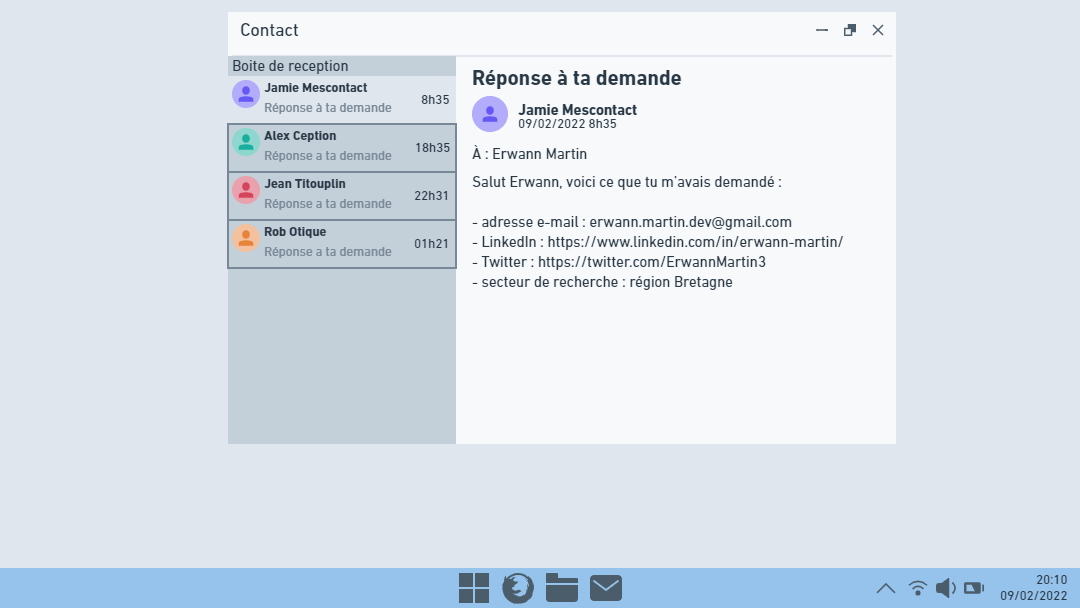 Contact
Boite de reception
Jamie Mescontact
Réponse à ta demande
8h35
Alex Ception
Réponse a ta demande
18h35
Jean Titouplin
Réponse a ta demande
22h31
Rob Otique
Réponse a ta demande
01h21
Réponse à ta demande
Jamie Mescontact
09/02/2022 8h35
À : Erwann Martin
Salut Erwann, voici ce que tu m'avais demandé :
- adresse e-mail : erwann.martin.dev@gmail.com
- LinkedIn : https://www.linkedin.com/in/erwann-martin/
- Twitter : https://twitter.com/ErwannMartin3
- secteur de recherche : région Bretagne
20:10
09/02/2022